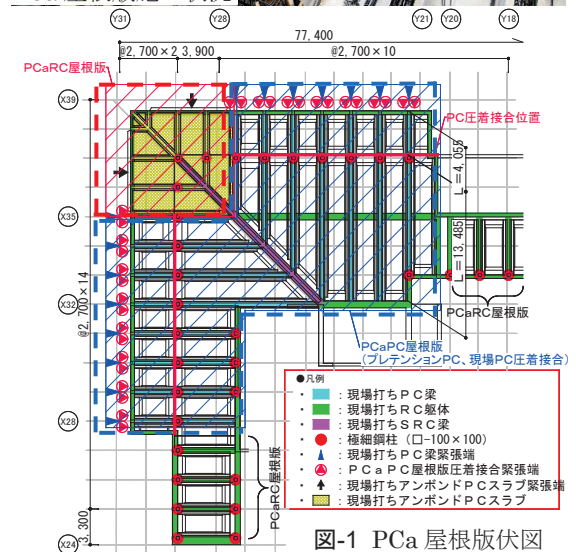 Y31
Y28
Y21
Y20
Y18
77,400
@2,700×2
3,900
@2,700×10
PCaRC屋根版
X39
PC圧着接合位置
L=4,055
X35
L=13,485
@2,700×14
X32
PCaRC屋根版
PCaPC屋根版
(プレテンションPC、現場PC圧着接合)
●凡例
・ : 現場打ちPC梁
・ : 現場打ちRC躯体
・ : 現場打ちSRC梁
・ : 極細鋼柱(□-100×100)
・ : 現場打ちPC梁緊張端
・ : PCaPC屋根版圧着接合緊張端
・ : 現場打ちアンボンドPCスラブ緊張端
・ : 現場打ちアンボンドPCスラブ
X28
PCaRC屋根版
3,300
X24
図-1 PCa屋根版伏図